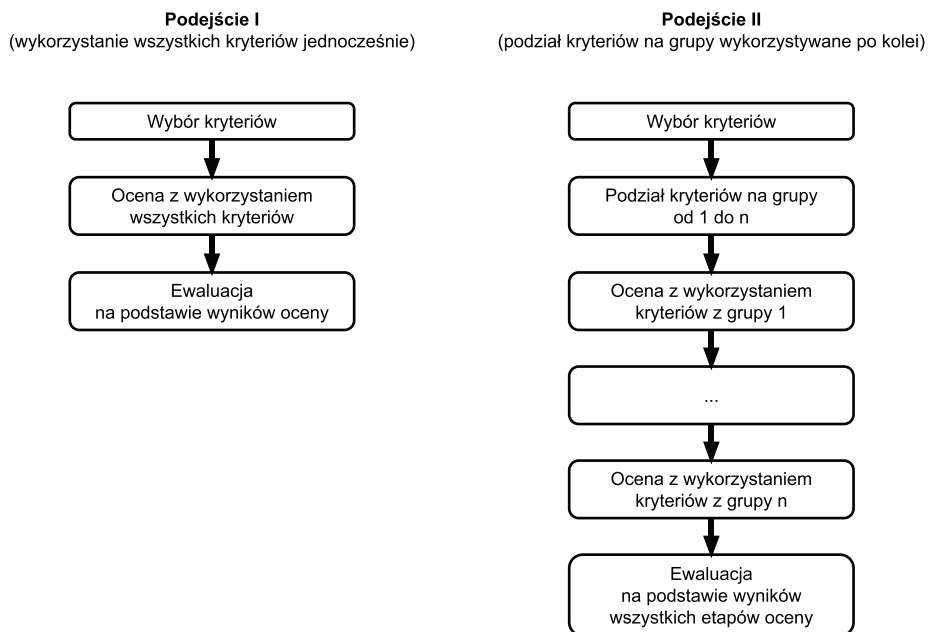 Podejście I
(wykorzystanie wszystkich kryteriów jednocześnie)
Wybór kryteriów
Ocena z wykorzystaniem
wszystkich kryteriów
Ewaluacja
na podstawie wyników oceny
Podejście II
(podział kryteriów na grupy wykorzystywane po kolei)
Wybór kryteriów
Podział kryteriów na grupy
od 1 do n
Ocena z wykorzystaniem
kryteriów z grupy 1
...
Ocena z wykorzystaniem
kryteriów z grupy n
Ewaluacja
na podstawie wyników
wszystkich etapów oceny